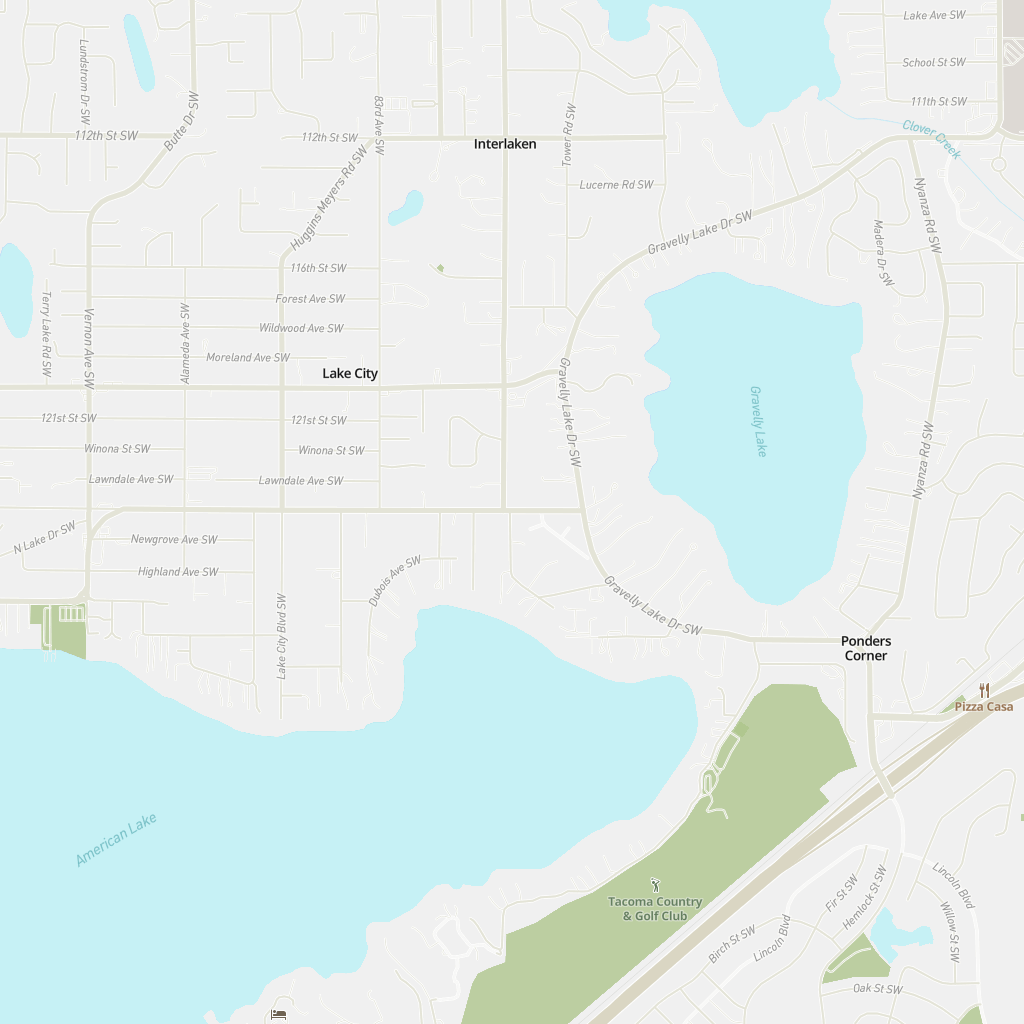 Lake Ave SW
School St SW
111th St SW
Lundstrom Dr SW
Butte Dr SW
112th St SW
83rd Ave SW
112th St SW
Interlaken
Tower Rd SW
Clover Creek
Lucerne Rd SW
Huggins Meyers Rd SW
Gravelly Lake Dr SW
Nyanza Rd SW
Madera Dr SW
116th St SW
Forest Ave SW
Terry Lake Rd SW
Vernon Ave SW
Alameda Ave SW
Wildwood Ave SW
Moreland Ave SW
Lake City
Gravelly Lake Dr SW
Gravelly Lake
121st St SW
121st St SW
Winona St SW
Winona St SW
Lawndale Ave SW
Lawndale Ave SW
Nyanza Rd SW
N Lake Dr SW
Newgrove Ave SW
Highland Ave SW
Dubois Ave SW
Lake City Blvd SW
Gravelly Lake Dr SW
Ponders
Corner
Pizza Casa
American Lake
Tacoma Country
& Golf Club
Fir St SW
Hemlock St SW
Lincoln Blvd
Willow St SW
Birch St SW
Lincoln Blvd
Oak St SW